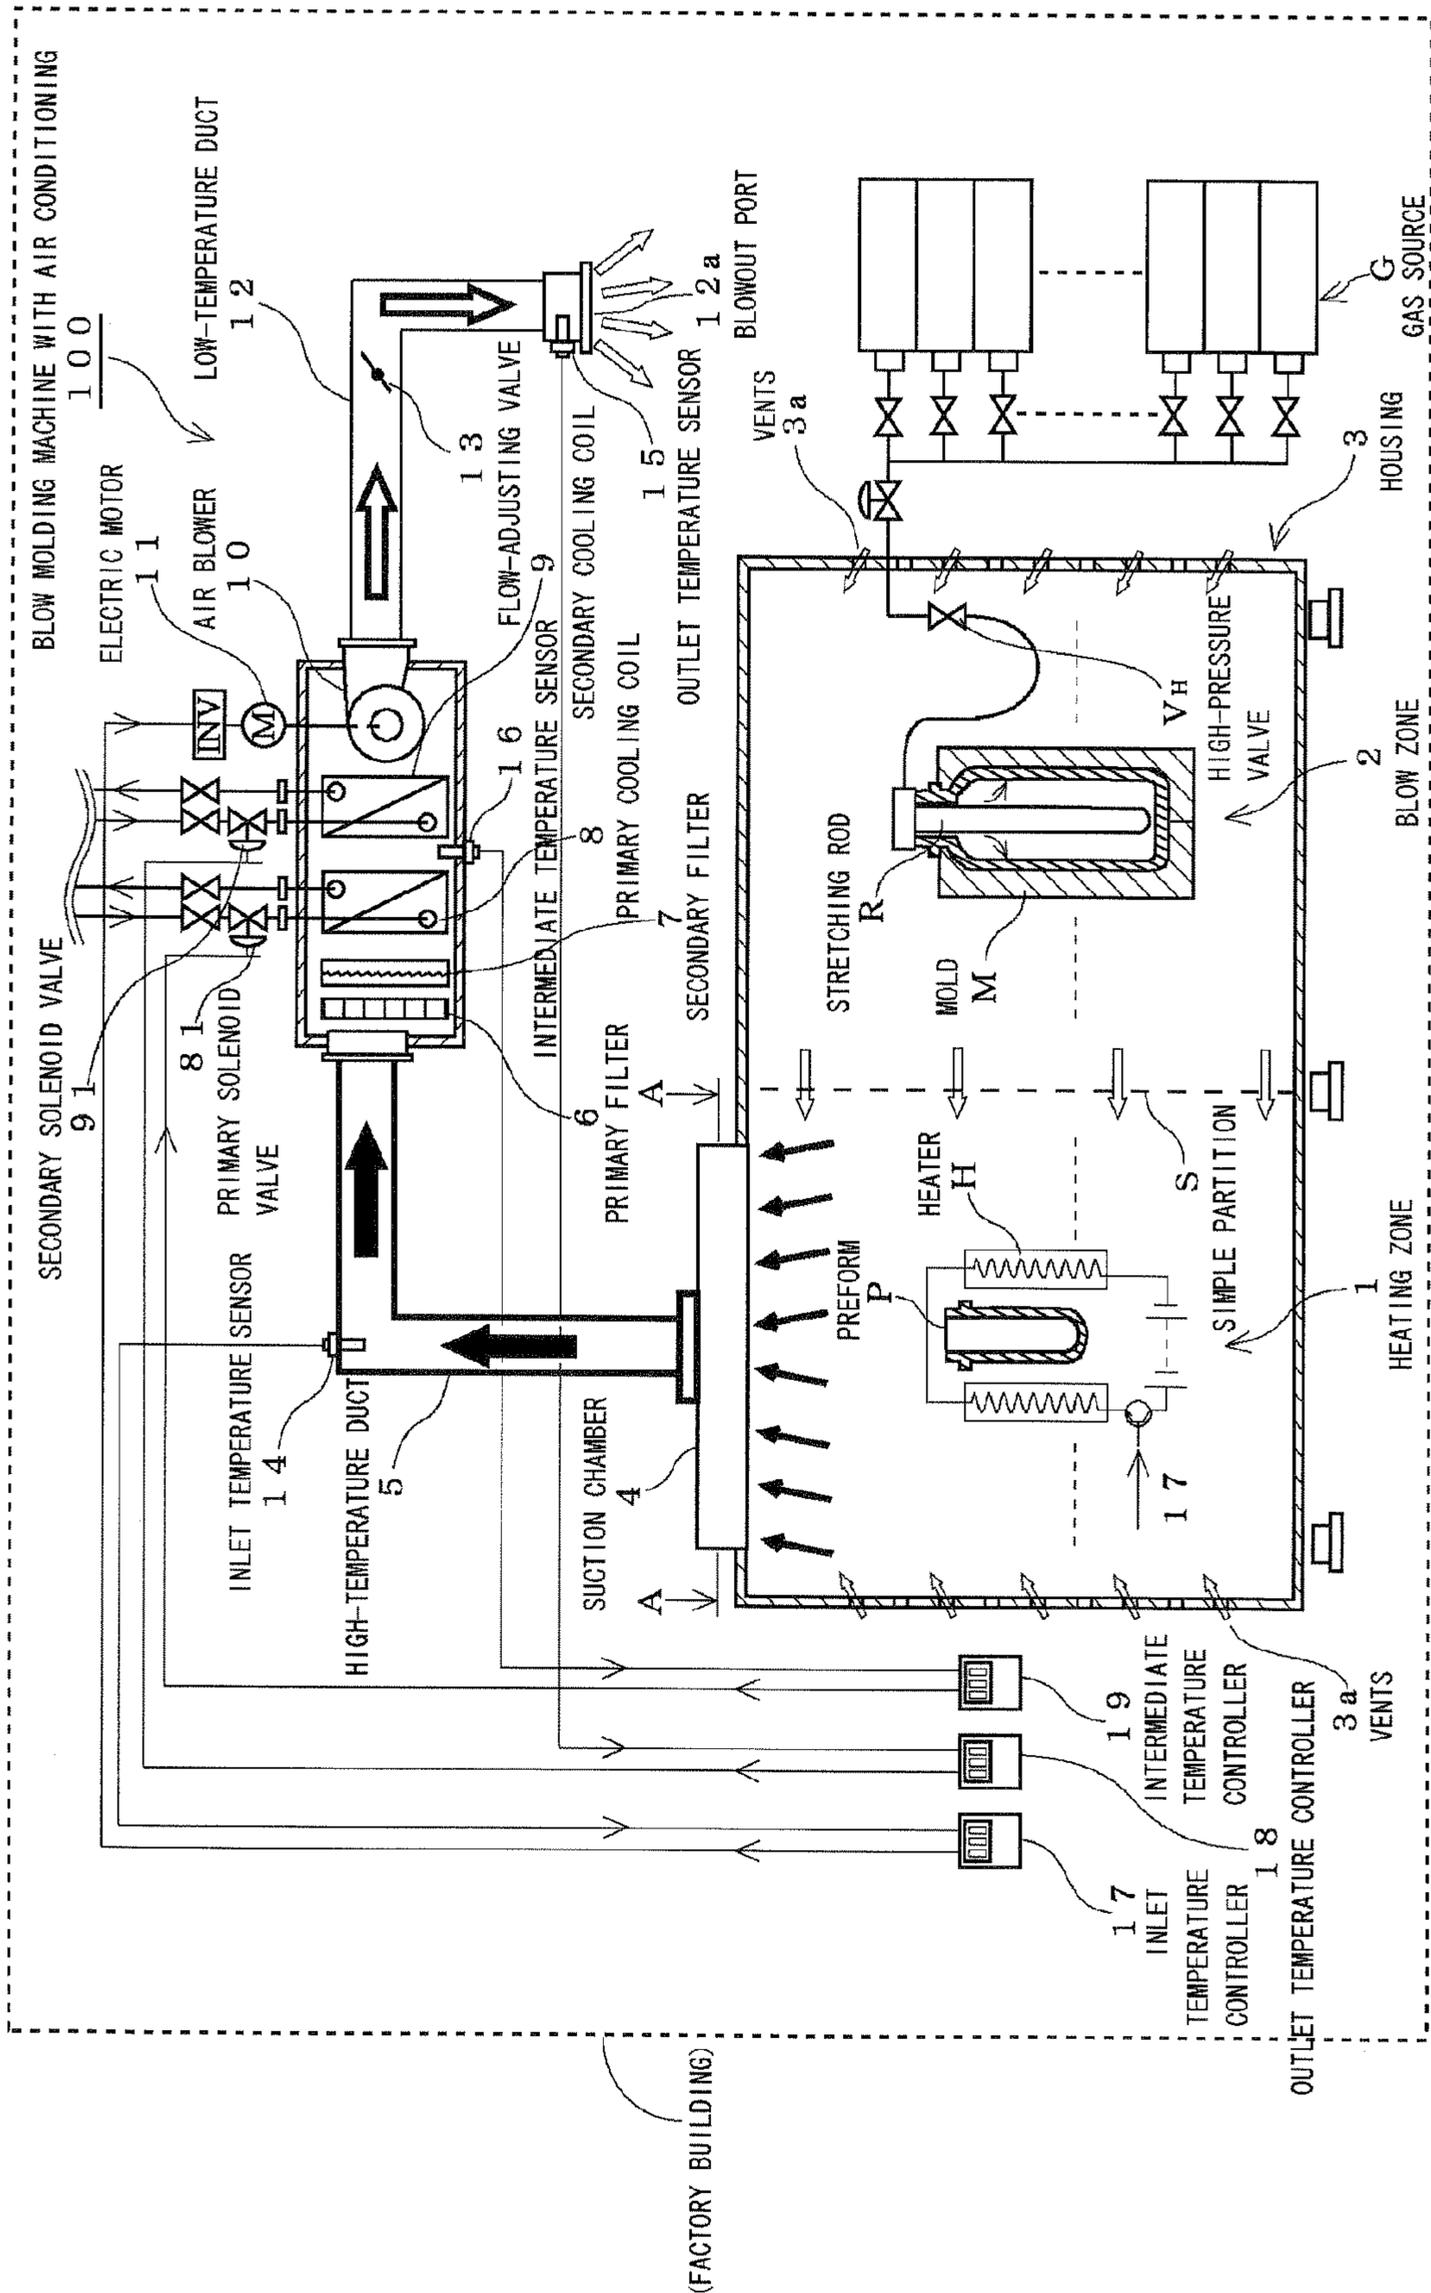 BLOW MOLDING MACHINE WITH AIR CONDITIONING
100
LOW-TEMPERATURE DUCT
12
ELECTRIC MOTOR
11
AIR BLOWER
10
SECONDARY SOLENOID VALVE
91
PRIMARY SOLENOID
VALVE
81
INV
M
INLET TEMPERATURE SENSOR
14
HIGH-TEMPERATURE DUCT
5
FLOW-ADJUSTING VALVE
13
SECONDARY COOLING COIL
9
OUTLET TEMPERATURE SENSOR
15
BLOWOUT PORT
12a
INTERMEDIATE TEMPERATURE SENSOR
16
PRIMARY COOLING COIL
8
SECONDARY FILTER
7
PRIMARY FILTER
6
SUCTION CHAMBER
4
A
A
VENTS
3a
GAS SOURCE
G
HOUSING
3
STRETCHING ROD
R
MOLD
M
HIGH-PRESSURE
VALVE
VH
BLOW ZONE
2
PREFORM
P
HEATER
H
SIMPLE PARTITION
S
HEATING ZONE
1
17
VENTS
3a
19
INTERMEDIATE
TEMPERATURE
CONTROLLER
18
OUTLET TEMPERATURE CONTROLLER
17
INLET
TEMPERATURE
CONTROLLER
(FACTORY BUILDING)